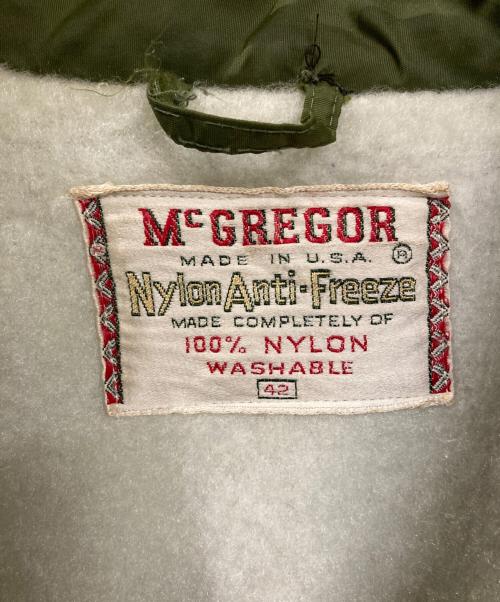 McGREGOR
MADE IN U.S.A. ®
Nylon Anti-Freeze
MADE COMPLETELY OF
100% NYLON
WASHABLE
42